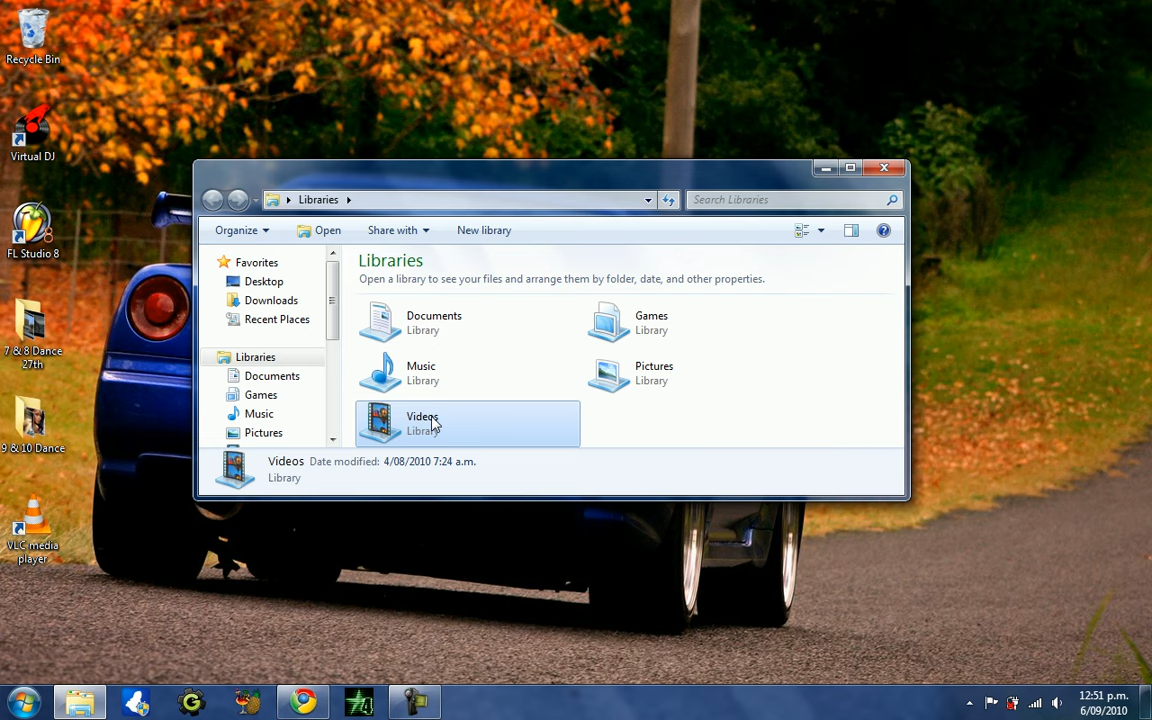 Recycle Bin
Virtual DJ
FL Studio 8
7 & 8 Dance
27th
9 & 10 Dance
VLC media
player
Libraries
Search Libraries
Organize
Open
Share with
New library
Favorites
Desktop
Downloads
Recent Places
Libraries
Documents
Games
Music
Pictures
Libraries
Open a library to see your files and arrange them by folder, date, and other properties.
Documents
Library
Games
Library
Music
Library
Pictures
Library
Videos
Library
Videos Date modified: 4/08/2010 7:24 a.m.
Library
12:51 p.m.
6/09/2010